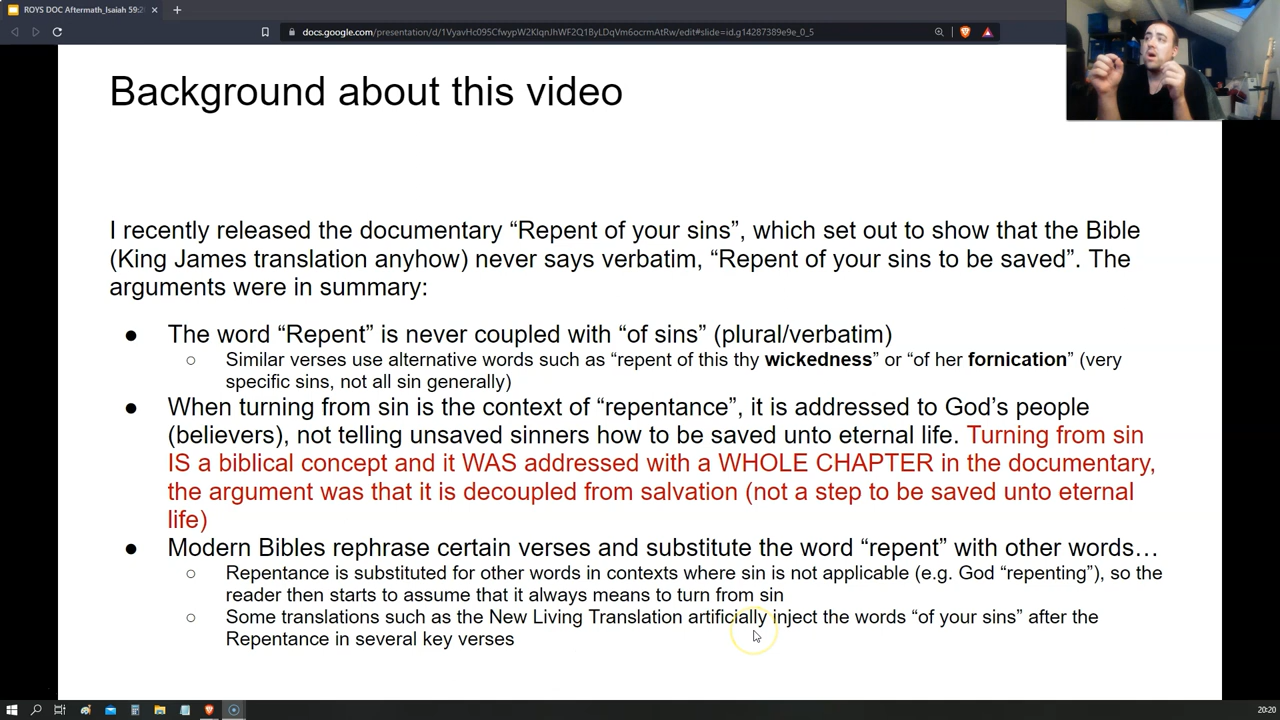 ROYS DOC Aftermath_Isaiah 59:2
docs.google.com/presentation/d/1VyavHc095CfwypW2KlqnJhWF2Q1ByLDqVm6ocrmAtRw/edit#slide=id.g14287389e9e_0_5
Background about this video
I recently released the documentary “Repent of your sins”, which set out to show that the Bible
(King James translation anyhow) never says verbatim, “Repent of your sins to be saved”. The
arguments were in summary:
● The word “Repent” is never coupled with “of sins” (plural/verbatim)
○ Similar verses use alternative words such as “repent of this thy wickedness” or “of her fornication” (very
specific sins, not all sin generally)
● When turning from sin is the context of “repentance”, it is addressed to God’s people
(believers), not telling unsaved sinners how to be saved unto eternal life. Turning from sin
IS a biblical concept and it WAS addressed with a WHOLE CHAPTER in the documentary,
the argument was that it is decoupled from salvation (not a step to be saved unto eternal
life)
● Modern Bibles rephrase certain verses and substitute the word “repent” with other words…
○ Repentance is substituted for other words in contexts where sin is not applicable (e.g. God “repenting”), so the
reader then starts to assume that it always means to turn from sin
○ Some translations such as the New Living Translation artificially inject the words “of your sins” after the
Repentance in several key verses
20:20